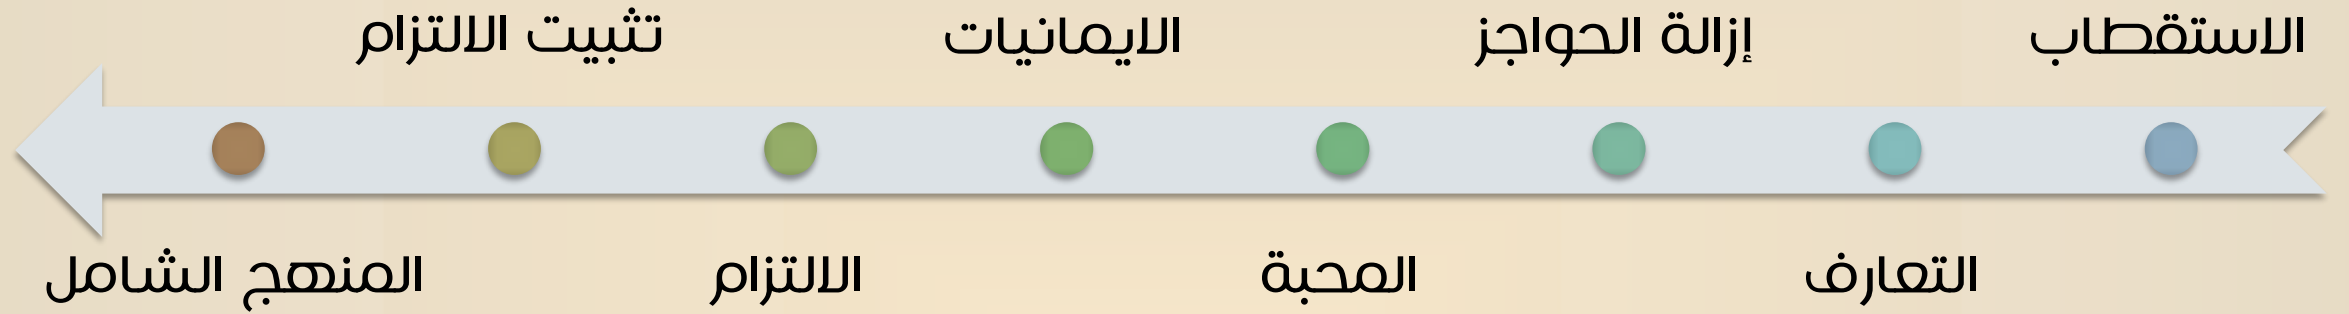 الاستقطاب
التعارف
إزالة الحواجز
المحبة
الايمانيات
الالتزام
تثبيت الالتزام
المنهج الشامل